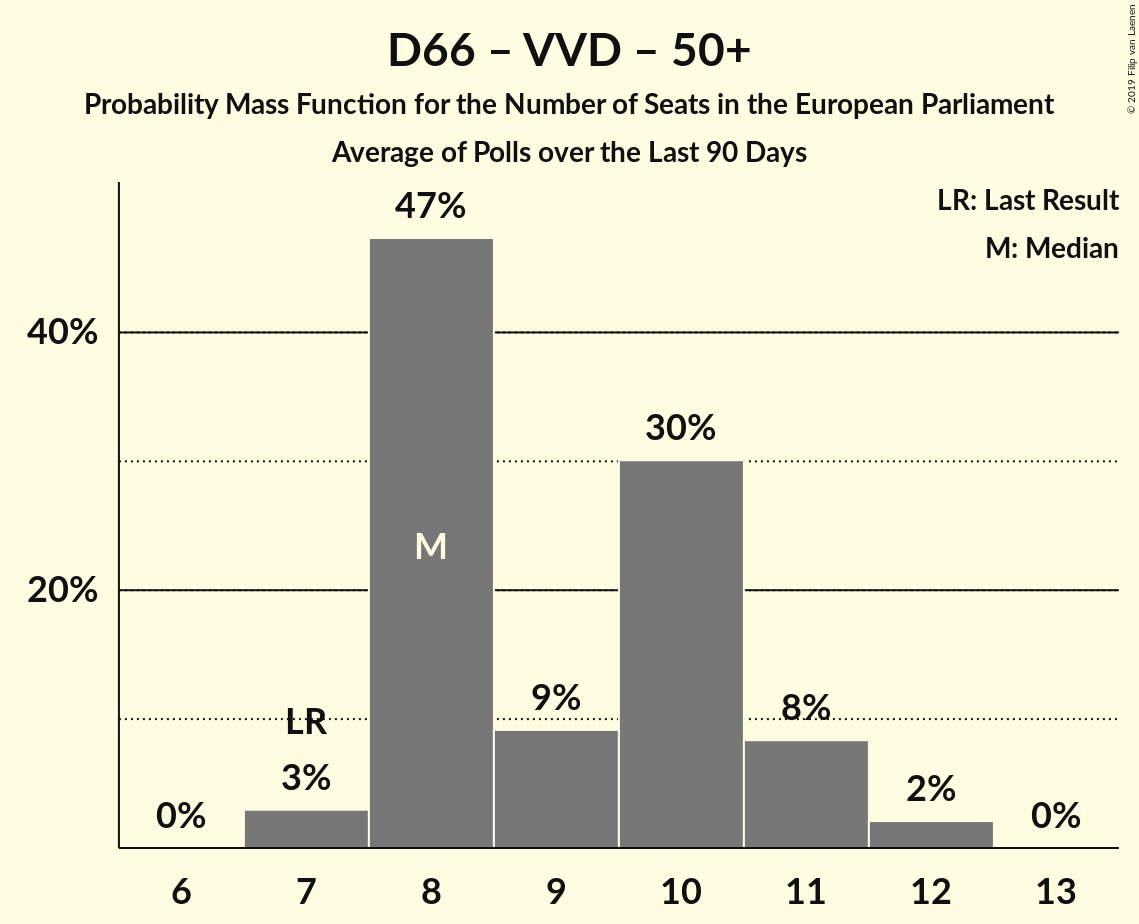 D66 – VVD – 50+
Probability Mass Function for the Number of Seats in the European Parliament
Average of Polls over the Last 90 Days
© 2019 Filip van Laenen
LR: Last Result
M: Median
47%
40%
30%
M
20%
9%
8%
LR
3%
2%
0%
0%
6 7 8 9 10 11 12 13